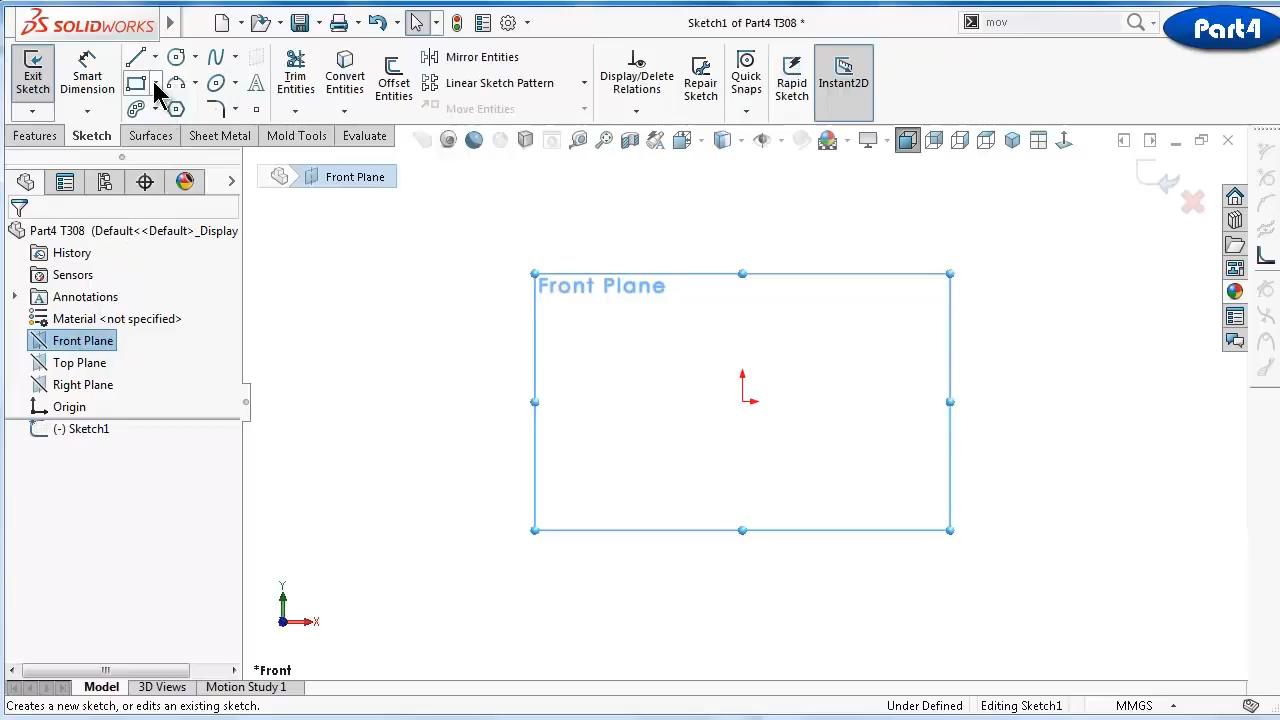 SOLIDWORKS
Sketch1 of Part4 T308 *
mov
Part4
Exit Sketch
Smart Dimension
Trim Entities
Convert Entities
Offset Entities
Mirror Entities
Linear Sketch Pattern
Move Entities
Display/Delete Relations
Repair Sketch
Quick Snaps
Rapid Sketch
Instant2D
Features
Sketch
Surfaces
Sheet Metal
Mold Tools
Evaluate
Front Plane
Part4 T308 (Default<<Default>_Display
History
Sensors
Annotations
Material <not specified>
Front Plane
Top Plane
Right Plane
Origin
(-) Sketch1
Front Plane
Y
X
*Front
Model
3D Views
Motion Study 1
Creates a new sketch, or edits an existing sketch.
Under Defined
Editing Sketch1
MMGS